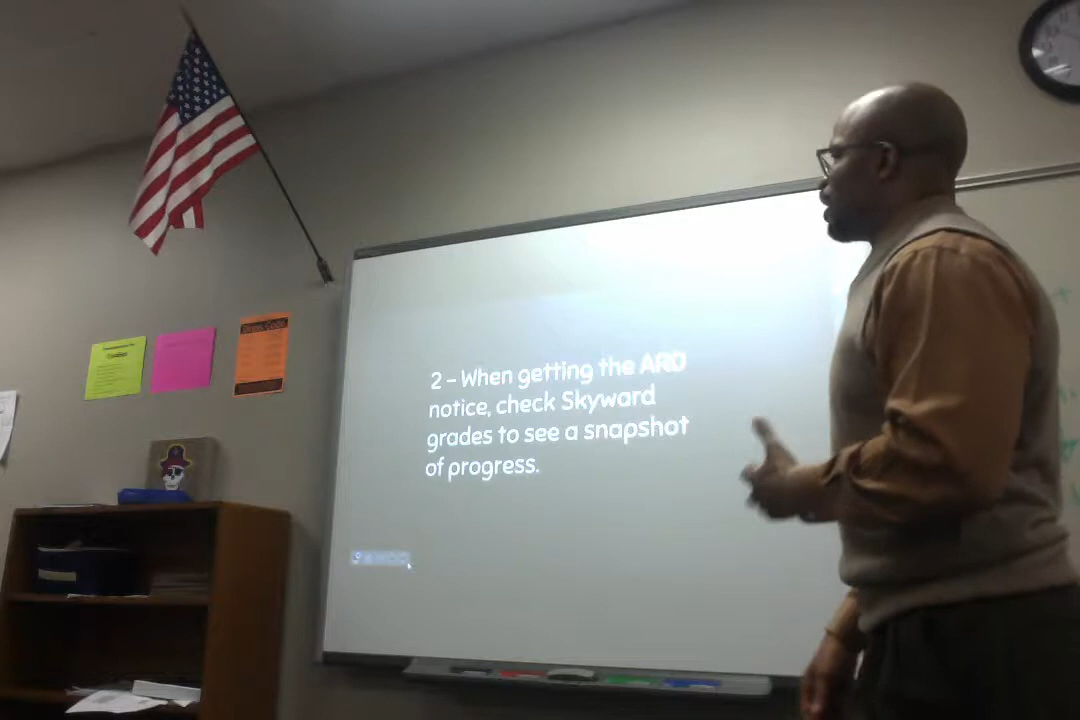 2 – When getting the ARD
notice, check Skyward
grades to see a snapshot
of progress.